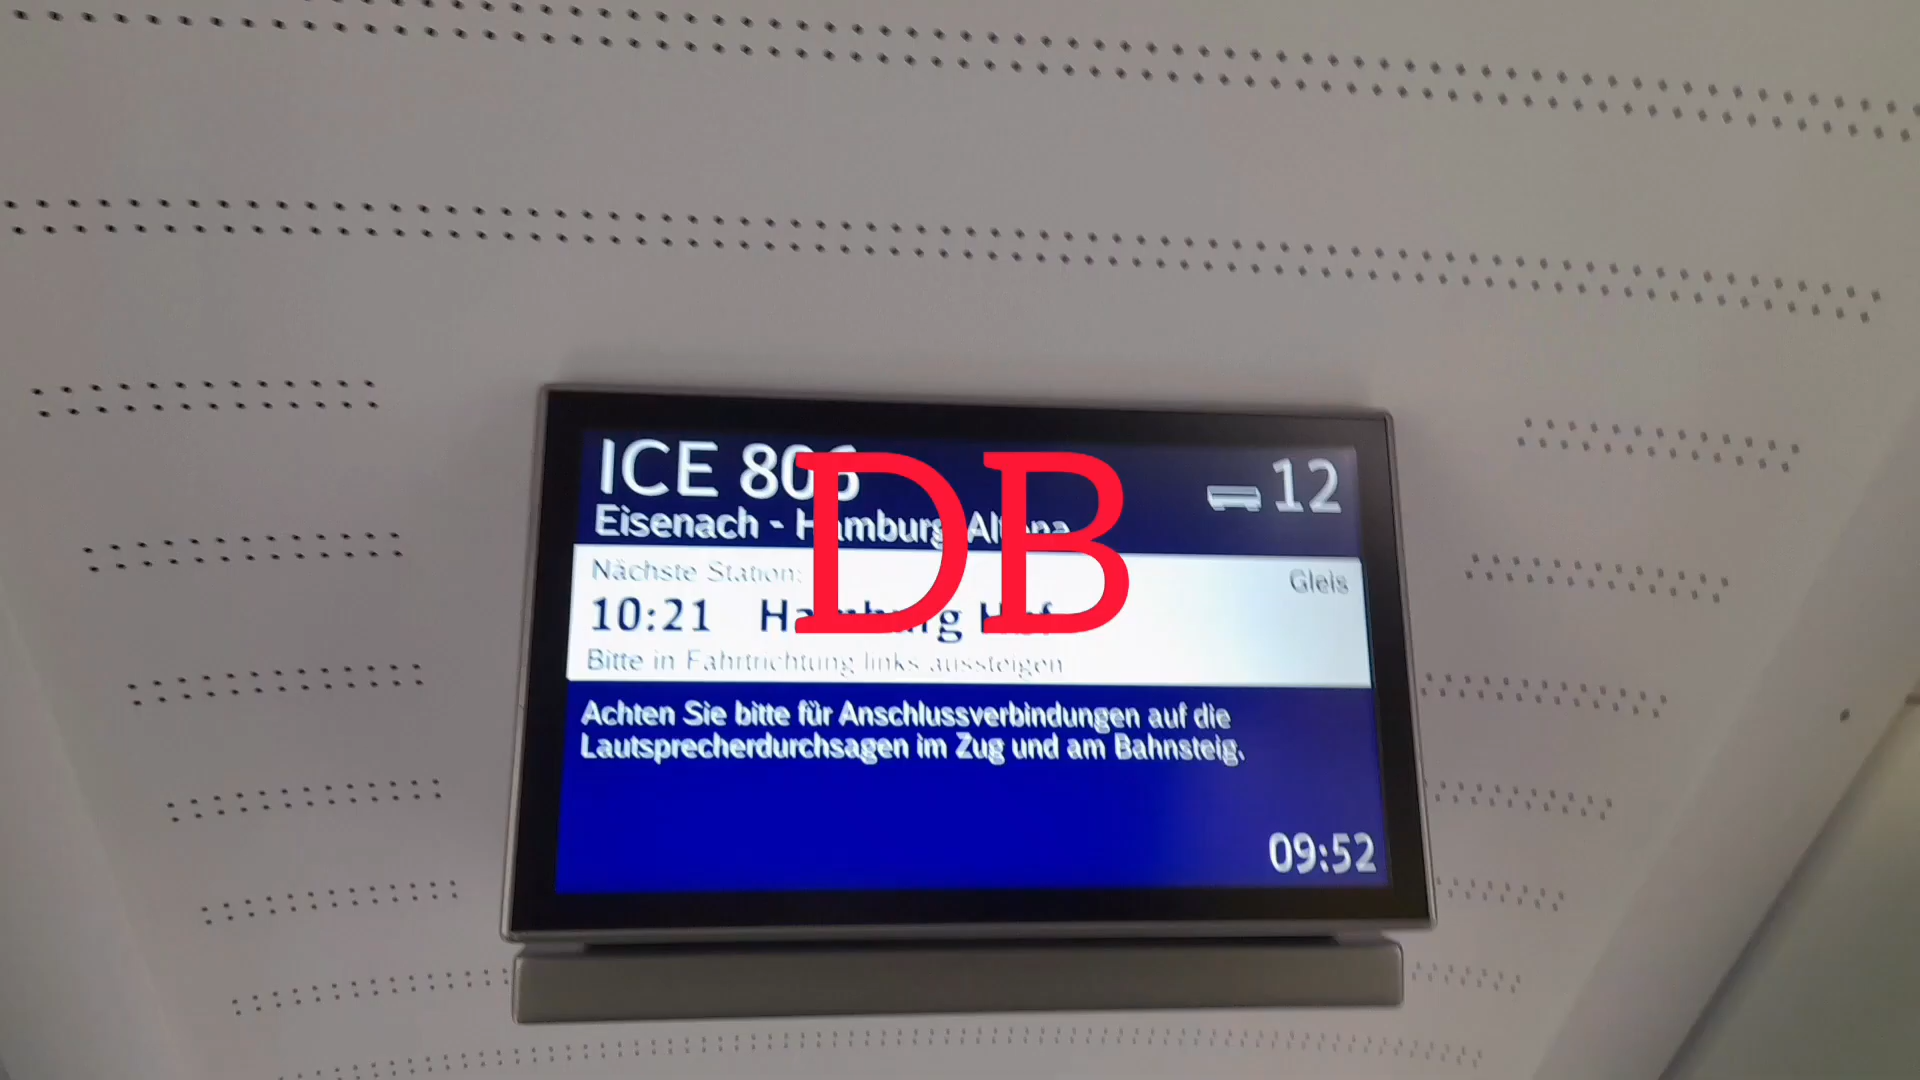 ICE 806
12
Eisenach - Hamburg-Altona
DB
Nächste Station:
Gleis
10:21 Hamburg Hbf
Bitte in Fahrtrichtung links aussteigen
Achten Sie bitte für Anschlussverbindungen auf die
Lautsprecherdurchsagen im Zug und am Bahnsteig.
09:52